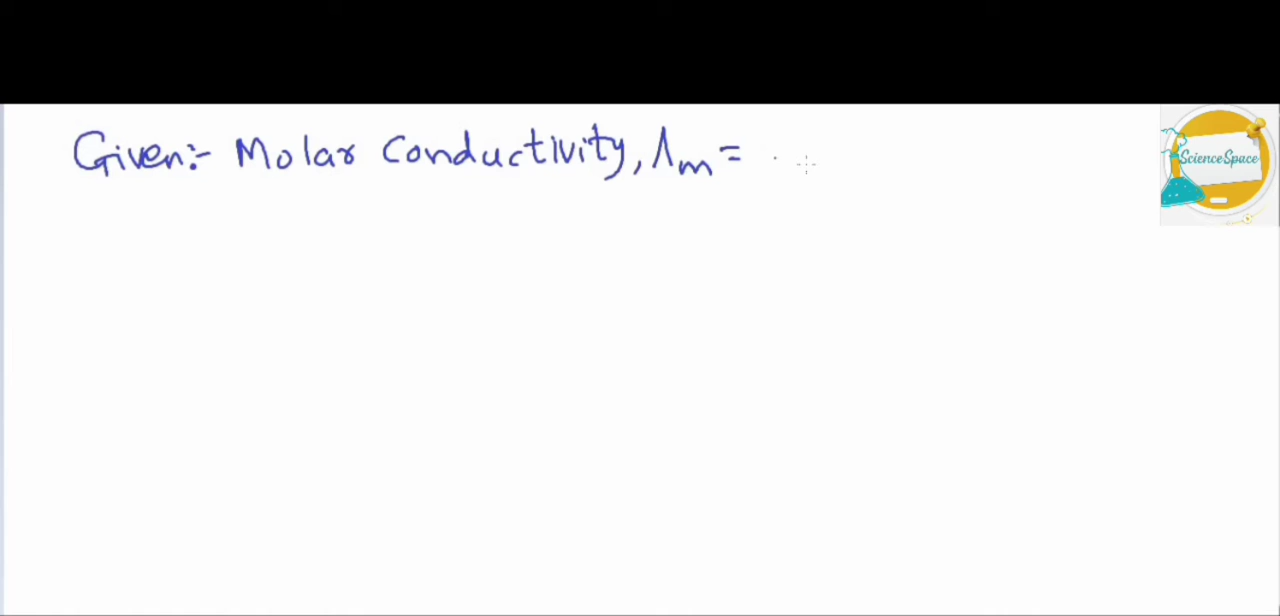 Given:- Molar conductivity, Λm =
ScienceSpace